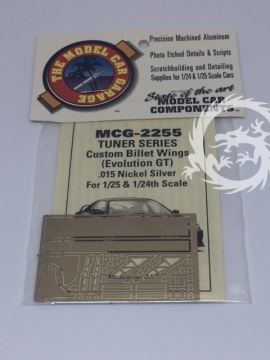 THE MODEL CAR GARAGE
Precision Machined Aluminum
Photo Etched Details & Scripts
Scratchbuilding and Detailing
Supplies for 1/24 & 1/25 Scale Cars
State of the art
MODEL CAR
COMPONENTS
MCG-2255
TUNER SERIES
Custom Billet Wings
(Evolution GT)
.015 Nickel Silver
For 1/25 & 1/24th Scale